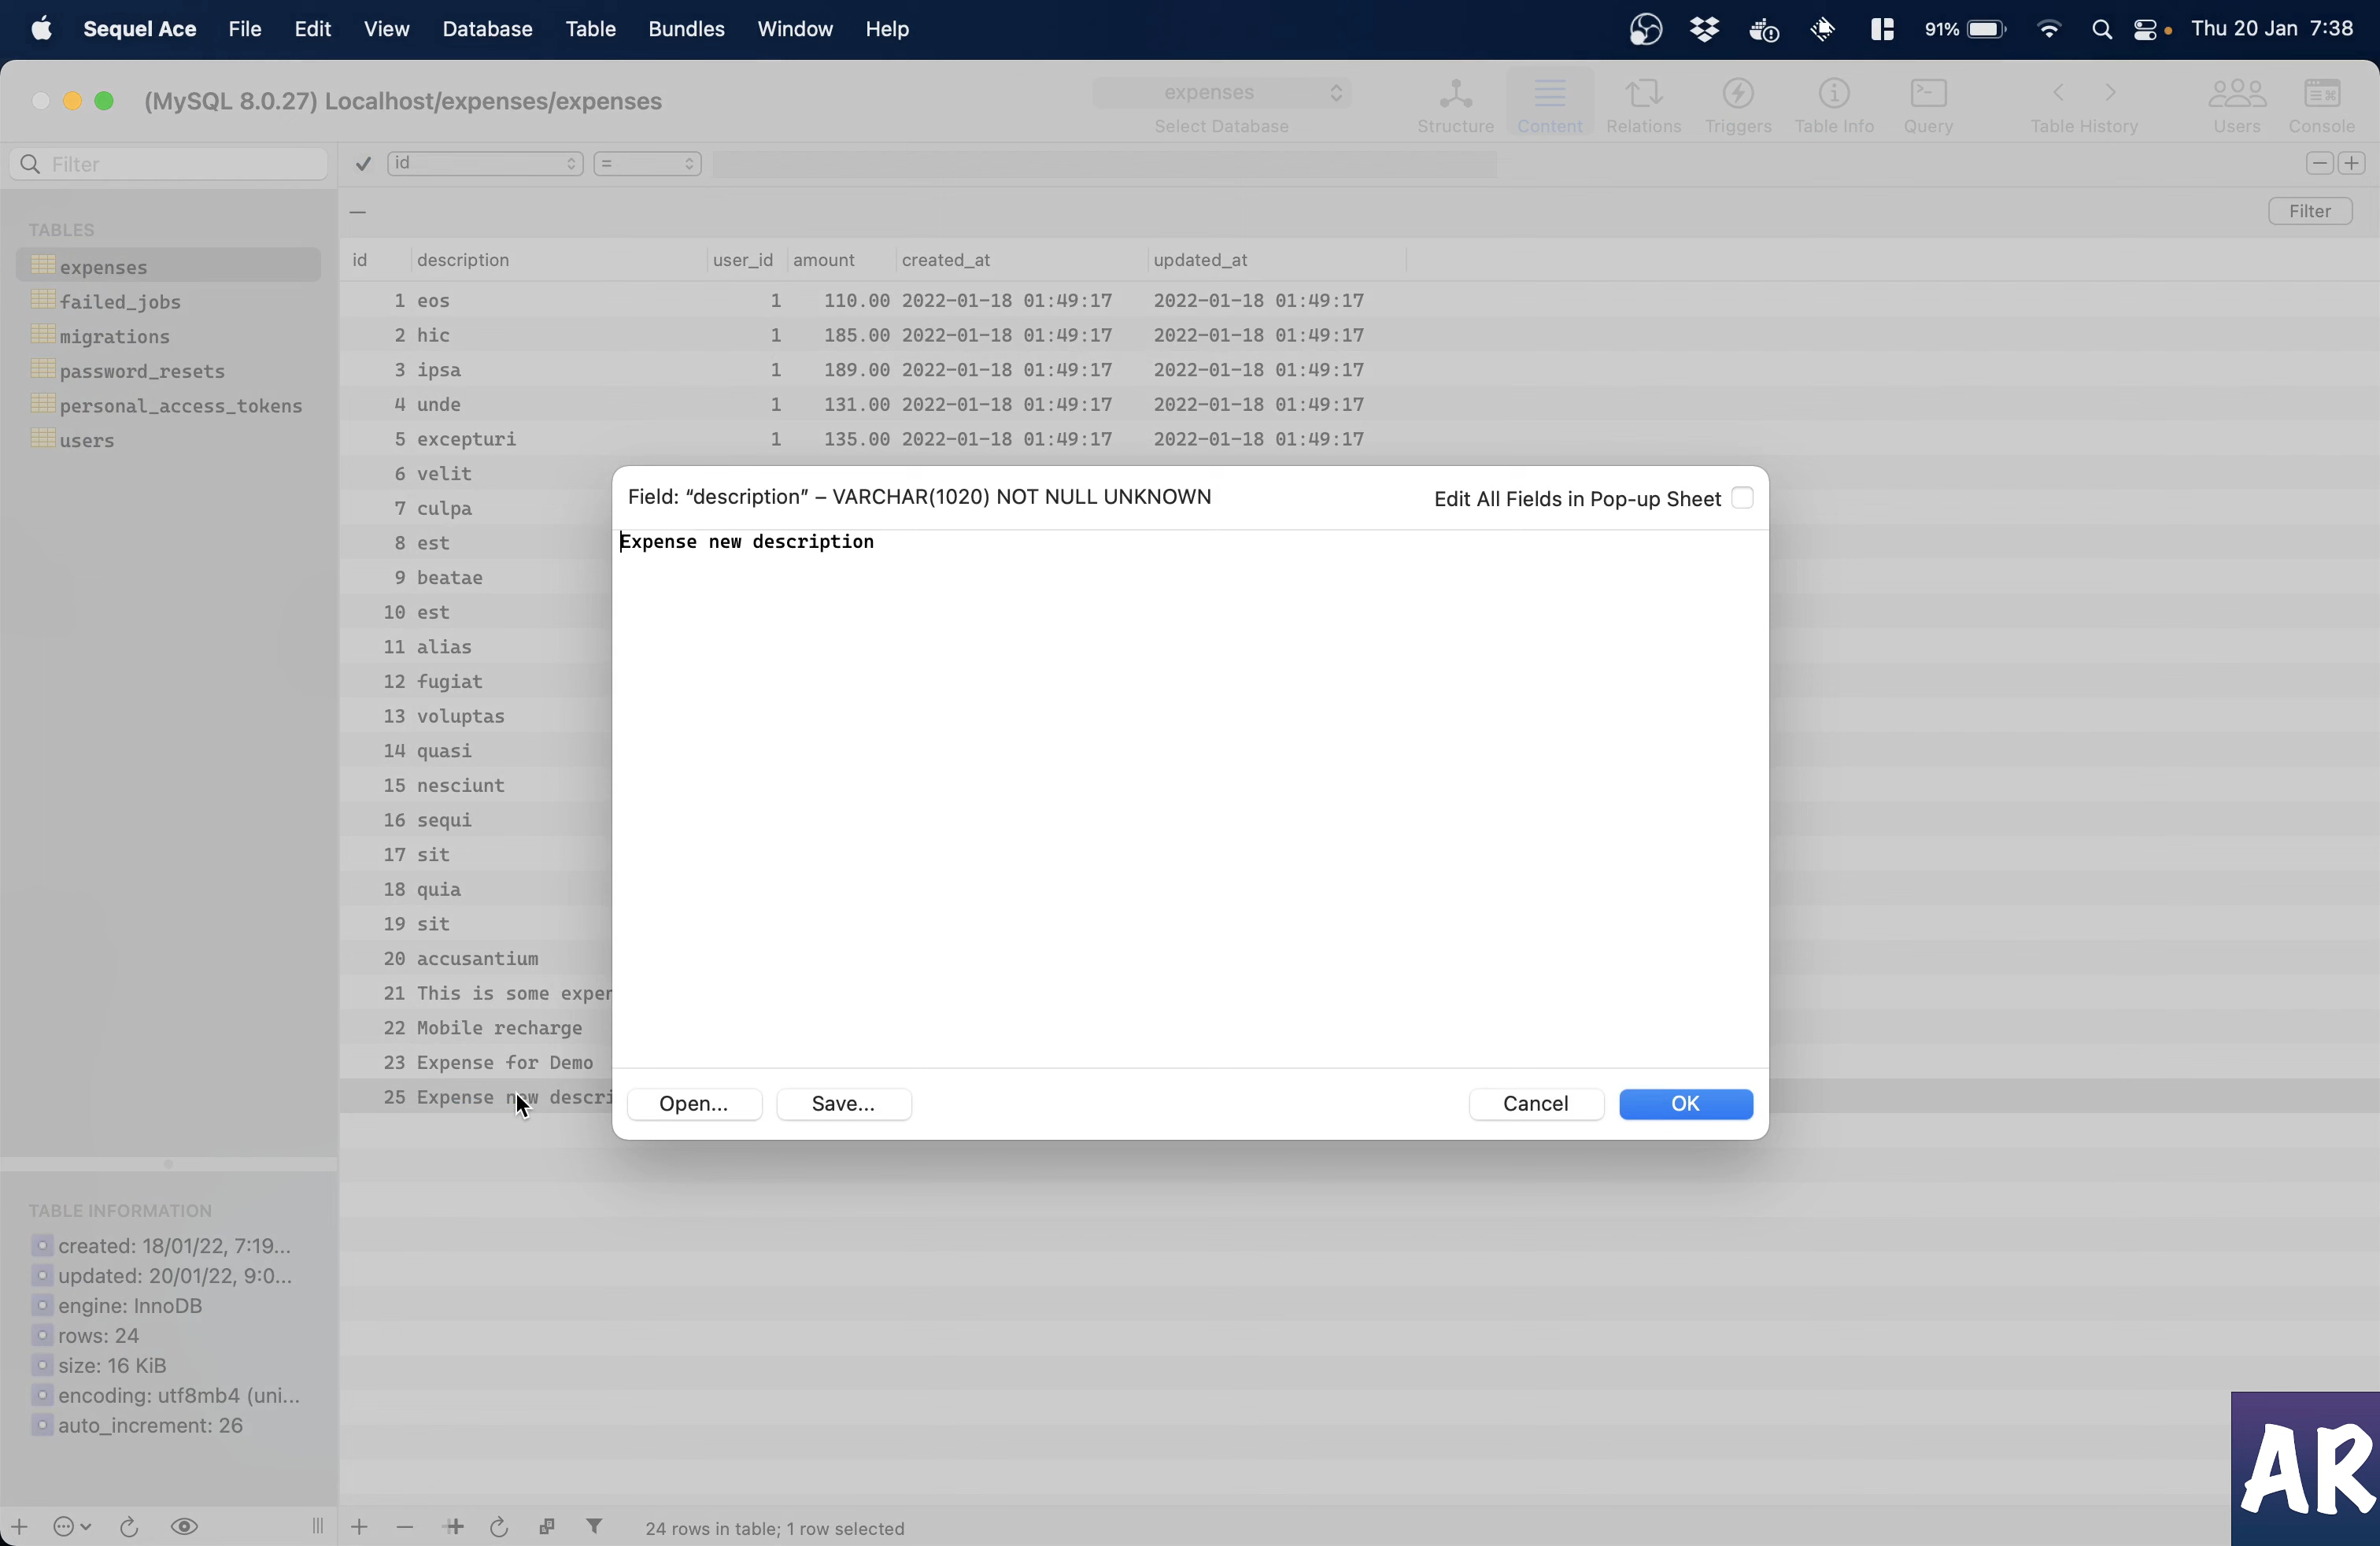 Sequel Ace File Edit View Database Table Bundles Window Help 91% Thu 20 Jan 7:38
(MySQL 8.0.27) Localhost/expenses/expenses
expenses
Select Database Structure Content Relations Triggers Table Info Query Table History Users Console
Filter
id =
Filter
TABLES
expenses
failed_jobs
migrations
password_resets
personal_access_tokens
users
id description user_id amount created_at updated_at
1 eos 1 110.00 2022-01-18 01:49:17 2022-01-18 01:49:17
2 hic 1 185.00 2022-01-18 01:49:17 2022-01-18 01:49:17
3 ipsa 1 189.00 2022-01-18 01:49:17 2022-01-18 01:49:17
4 unde 1 131.00 2022-01-18 01:49:17 2022-01-18 01:49:17
5 excepturi 1 135.00 2022-01-18 01:49:17 2022-01-18 01:49:17
6 velit
7 culpa
8 est
9 beatae
10 est
11 alias
12 fugiat
13 voluptas
14 quasi
15 nesciunt
16 sequi
17 sit
18 quia
19 sit
20 accusantium
21 This is some exper
22 Mobile recharge
23 Expense for Demo
25 Expense new descri
Field: “description” – VARCHAR(1020) NOT NULL UNKNOWN
Edit All Fields in Pop-up Sheet
Expense new description
Open... Save... Cancel OK
TABLE INFORMATION
created: 18/01/22, 7:19...
updated: 20/01/22, 9:0...
engine: InnoDB
rows: 24
size: 16 KiB
encoding: utf8mb4 (uni...
auto_increment: 26
24 rows in table; 1 row selected
AR